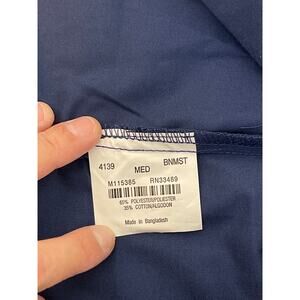 4139 MED BNMST
M115385 RN33489
65% POLYESTER/POLIESTER
35% COTTON/ALGODON
Made in Bangladesh